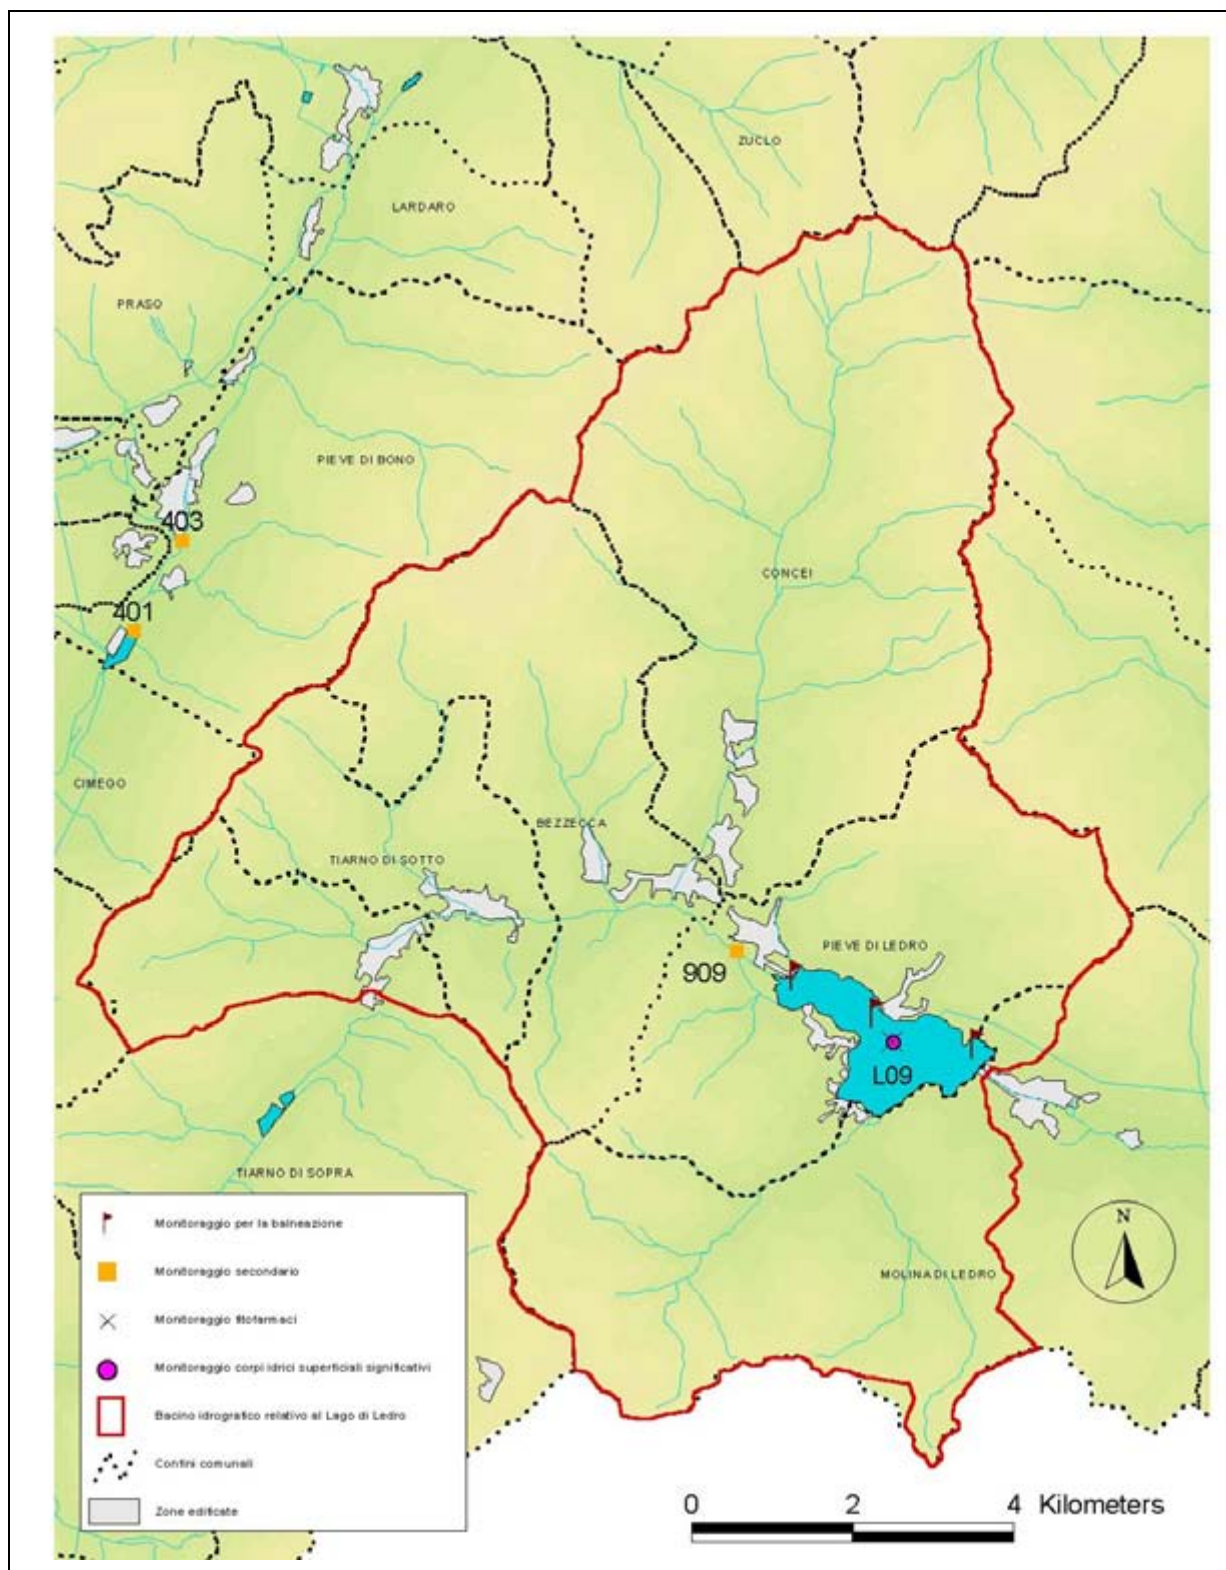 ZUCLO
LARDARO
PRASO
PIEVE DI BONO
403
CONCEI
401
CIMEGO
BEZZECCA
TIARNO DI SOTTO
PIEVE DI LEDRO
909
L09
TIARNO DI SOPRA
MOLINA DI LEDRO
N
Monitoraggio per la balneazione
Monitoraggio secondario
Monitoraggio fitofarmaci
Monitoraggio corpi idrici superficiali significativi
Bacino idrografico relativo al Lago di Ledro
Confini comunali
Zone edificate
0 2 4 Kilometers